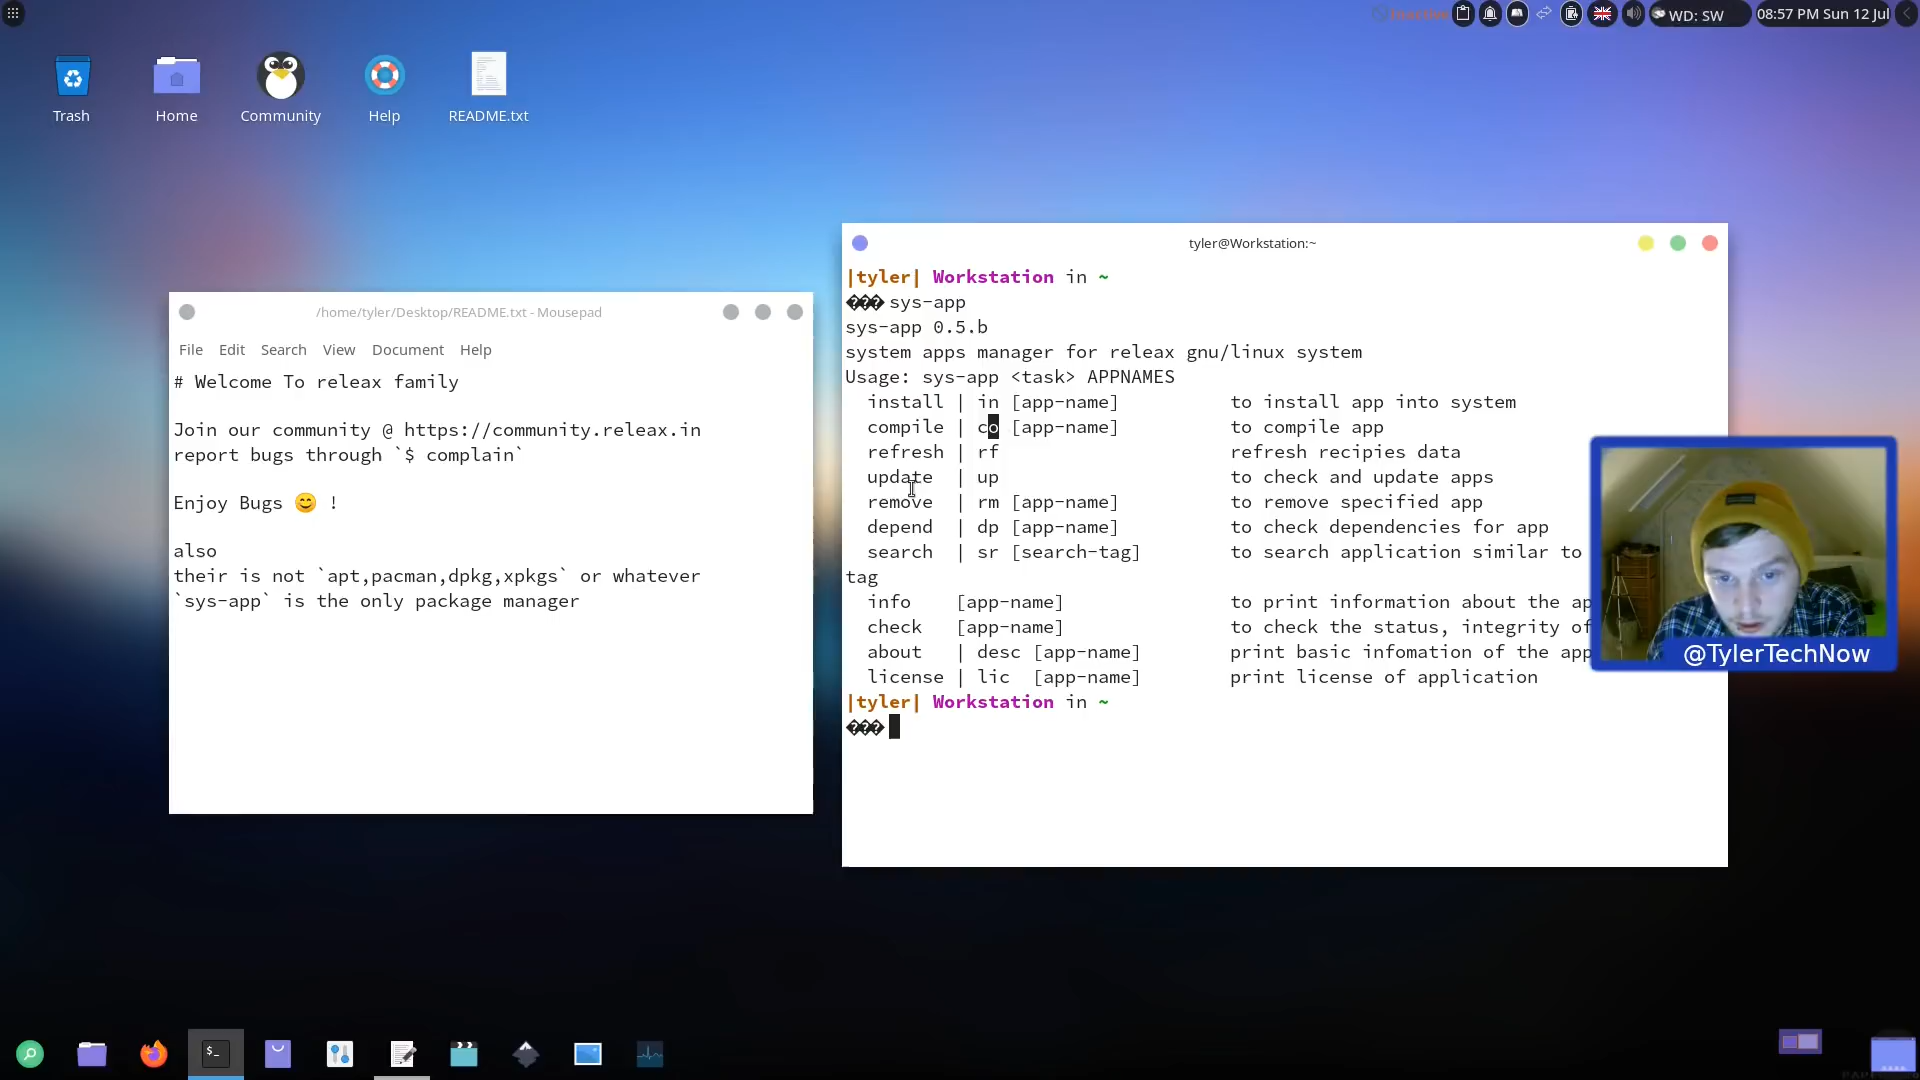 WD: SW
08:57 PM Sun 12 Jul
Trash
Home
Community
Help
README.txt
/home/tyler/Desktop/README.txt - Mousepad
File Edit Search View Document Help
# Welcome To releax family
Join our community @ https://community.releax.in
report bugs through `$ complain`
Enjoy Bugs 😊 !
also
their is not `apt,pacman,dpkg,xpkgs` or whatever
`sys-app` is the only package manager
tyler@Workstation:~
|tyler| Workstation in ~
��� sys-app
sys-app 0.5.b
system apps manager for releax gnu/linux system
Usage: sys-app <task> APPNAMES
install | in [app-name] to install app into system
compile | co [app-name] to compile app
refresh | rf refresh recipies data
update | up to check and update apps
remove | rm [app-name] to remove specified app
depend | dp [app-name] to check dependencies for app
search | sr [search-tag] to search application similar to
tag
info [app-name] to print information about the ap
check [app-name] to check the status, integrity of
about | desc [app-name] print basic infomation of the app
license | lic [app-name] print license of application
|tyler| Workstation in ~
���
@TylerTechNow